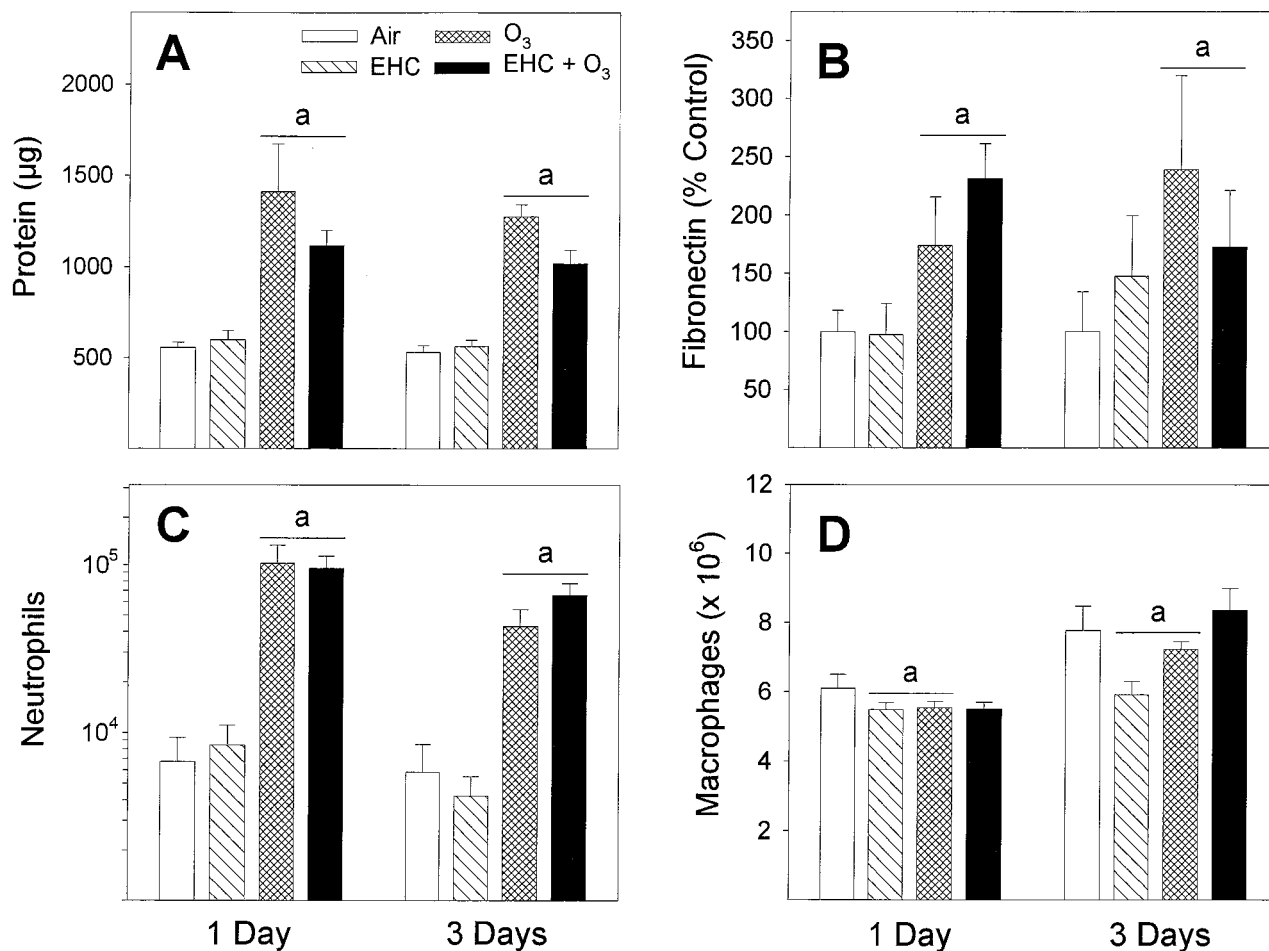 A
Air
O3
EHC
EHC + O3
Protein (µg)
2000
1500
1000
500
a
a
B
Fibronectin (% Control)
350
300
250
200
150
100
50
a
a
C
Neutrophils
10^5
10^4
a
a
1 Day
3 Days
D
Macrophages (x 10^6)
12
10
8
6
4
2
a
a
1 Day
3 Days